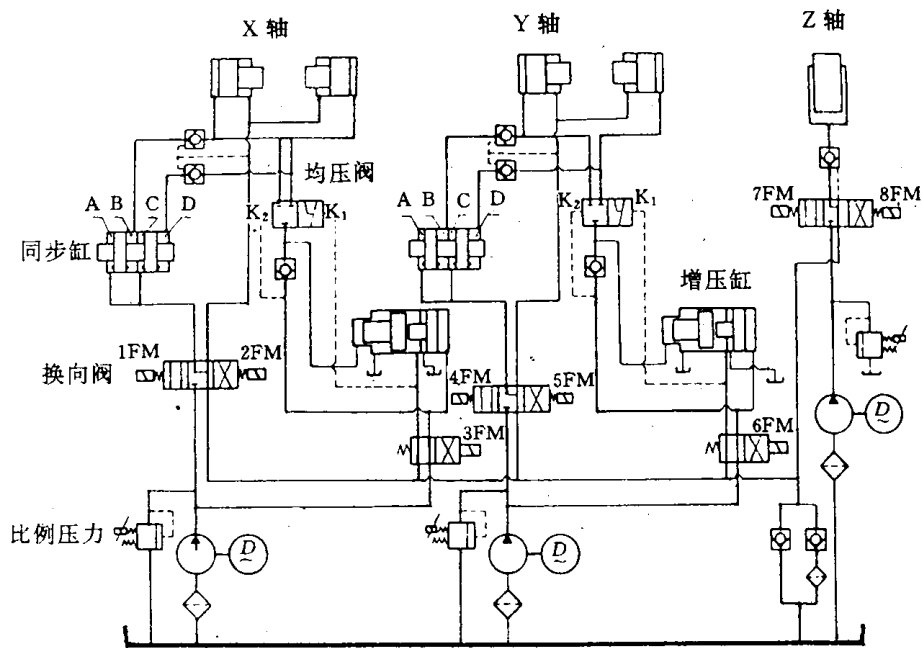 X 轴 Y 轴 Z 轴
均压阀
A B C D K₂ K₁ A B C D K₂ K₁ 7FM 8FM
同步缸
增压缸
1FM 2FM
换向阀 4FM 5FM
3FM 6FM
D
比例压力
D D